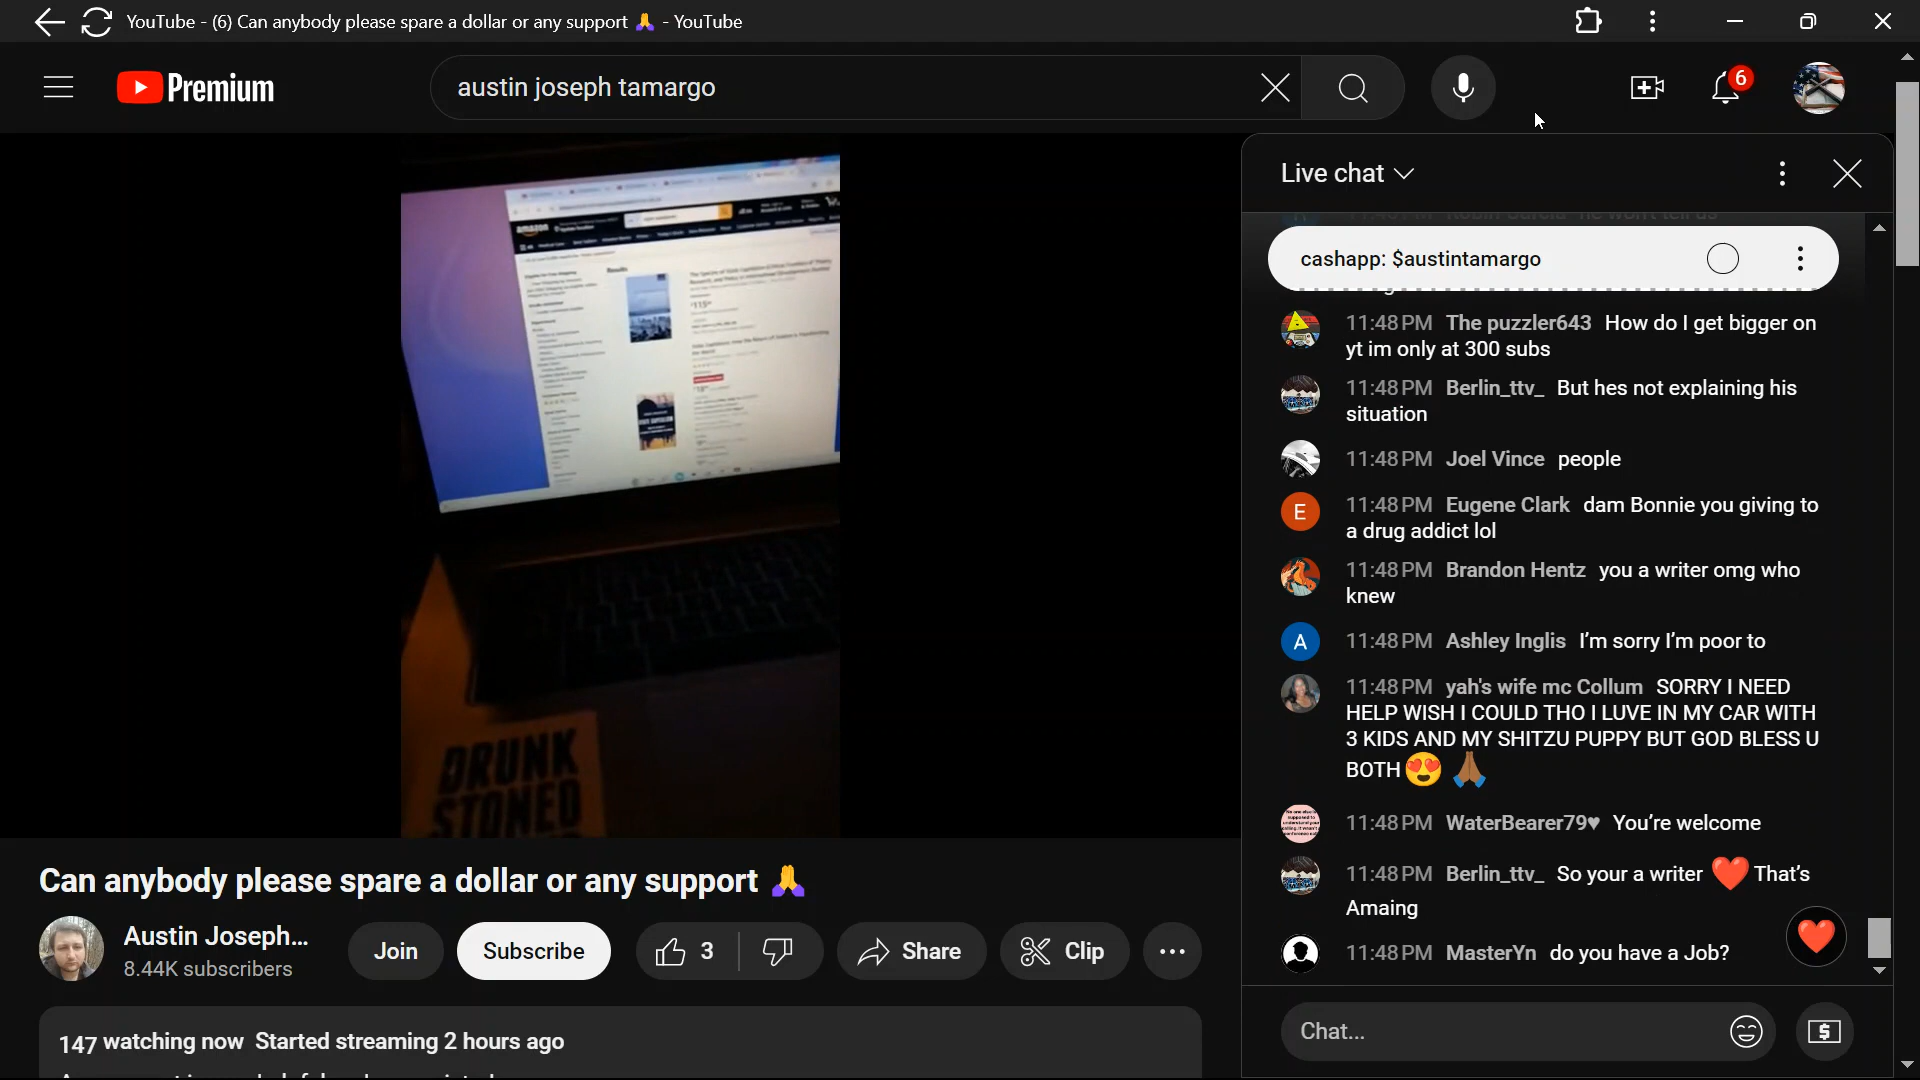 YouTube - (6) Can anybody please spare a dollar or any support 🙏 - YouTube
Premium
austin joseph tamargo
6
amazon
Results
DRUNK
STONED
Can anybody please spare a dollar or any support 🙏
Austin Joseph...
8.44K subscribers
Join
Subscribe
3
Share
Clip
147 watching now Started streaming 2 hours ago
Live chat
cashapp: $austintamargo
11:48 PM The puzzler643 How do I get bigger on
yt im only at 300 subs
11:48 PM Berlin_ttv_ But hes not explaining his
situation
11:48 PM Joel Vince people
E
11:48 PM Eugene Clark dam Bonnie you giving to
a drug addict lol
11:48 PM Brandon Hentz you a writer omg who
knew
A
11:48 PM Ashley Inglis I'm sorry I'm poor to
11:48 PM yah's wife mc Collum SORRY I NEED
HELP WISH I COULD THO I LUVE IN MY CAR WITH
3 KIDS AND MY SHITZU PUPPY BUT GOD BLESS U
BOTH😍🙏🏾
11:48 PM WaterBearer79♥ You're welcome
11:48 PM Berlin_ttv_ So your a writer ❤️ That's
Amaing
11:48 PM MasterYn do you have a Job?
Chat...